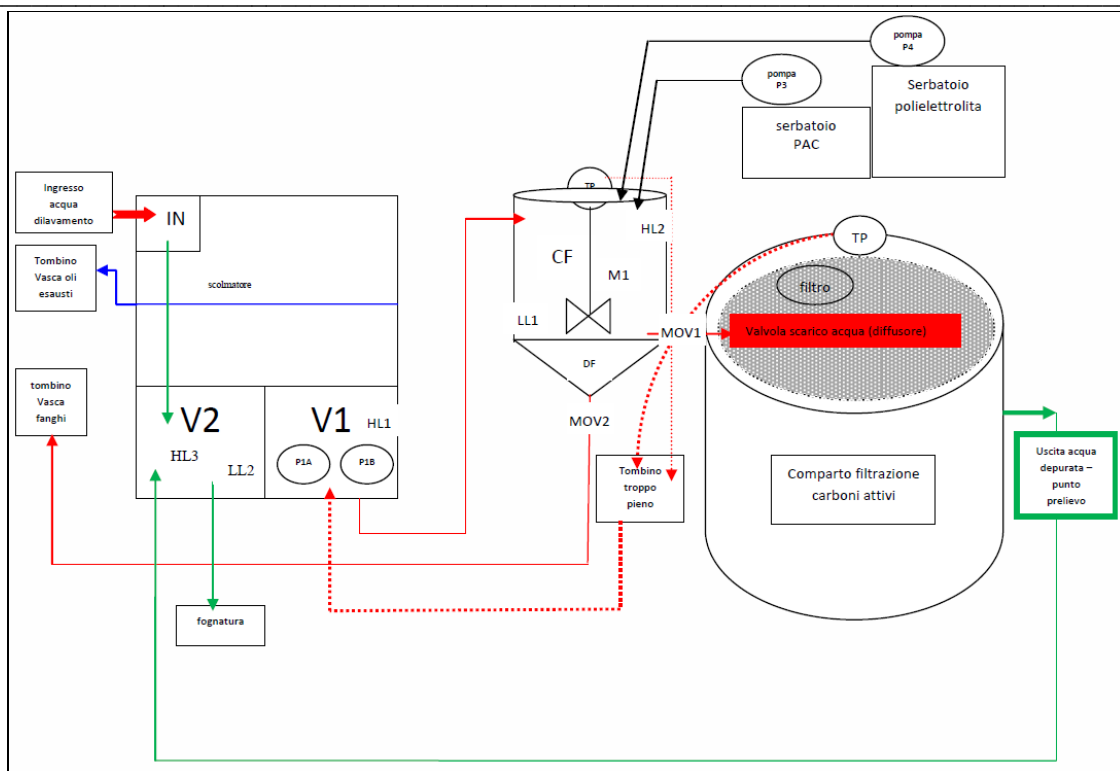 pompa
P4
pompa
P3
Serbatoio
polielettrolita
serbatoio
PAC
Ingresso
acqua
dilavamento
IN
TP
HL2
CF
M1
TP
Tombino
Vasca oli
esausti
scolmatore
filtro
LL1
MOV1
Valvola scarico acqua (diffusore)
DF
tombino
Vasca
fanghi
V2
V1
HL1
MOV2
HL3
LL2
P1A
P1B
Tombino
troppo
pieno
Comparto filtrazione
carboni attivi
Uscita acqua
depurata –
punto
prelievo
fognatura